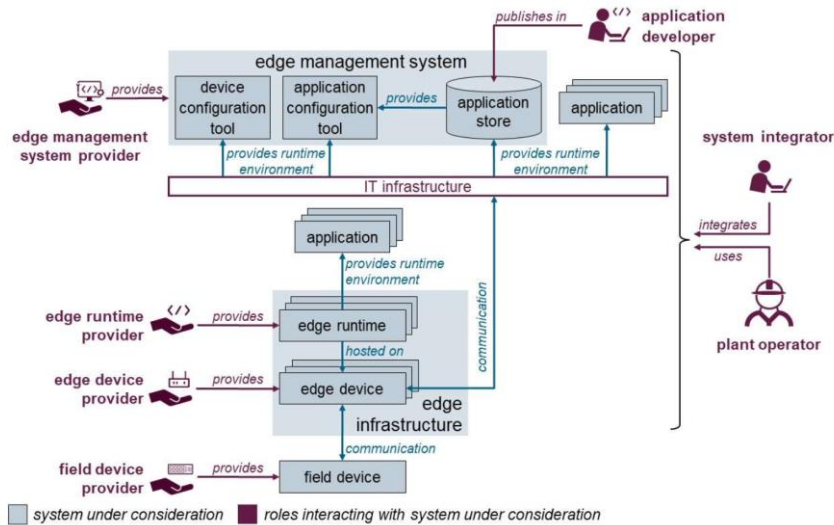 publishes in
application
developer
edge management system
provides
device
configuration
tool
application
configuration
tool
provides
application
store
application
edge management
system provider
system integrator
provides runtime
environment
provides runtime
environment
IT infrastructure
integrates
uses
application
provides runtime
environment
communication
edge runtime
provider
provides
edge runtime
plant operator
hosted on
edge device
provider
provides
edge device
edge
infrastructure
communication
field device
provider
provides
field device
system under consideration
roles interacting with system under consideration